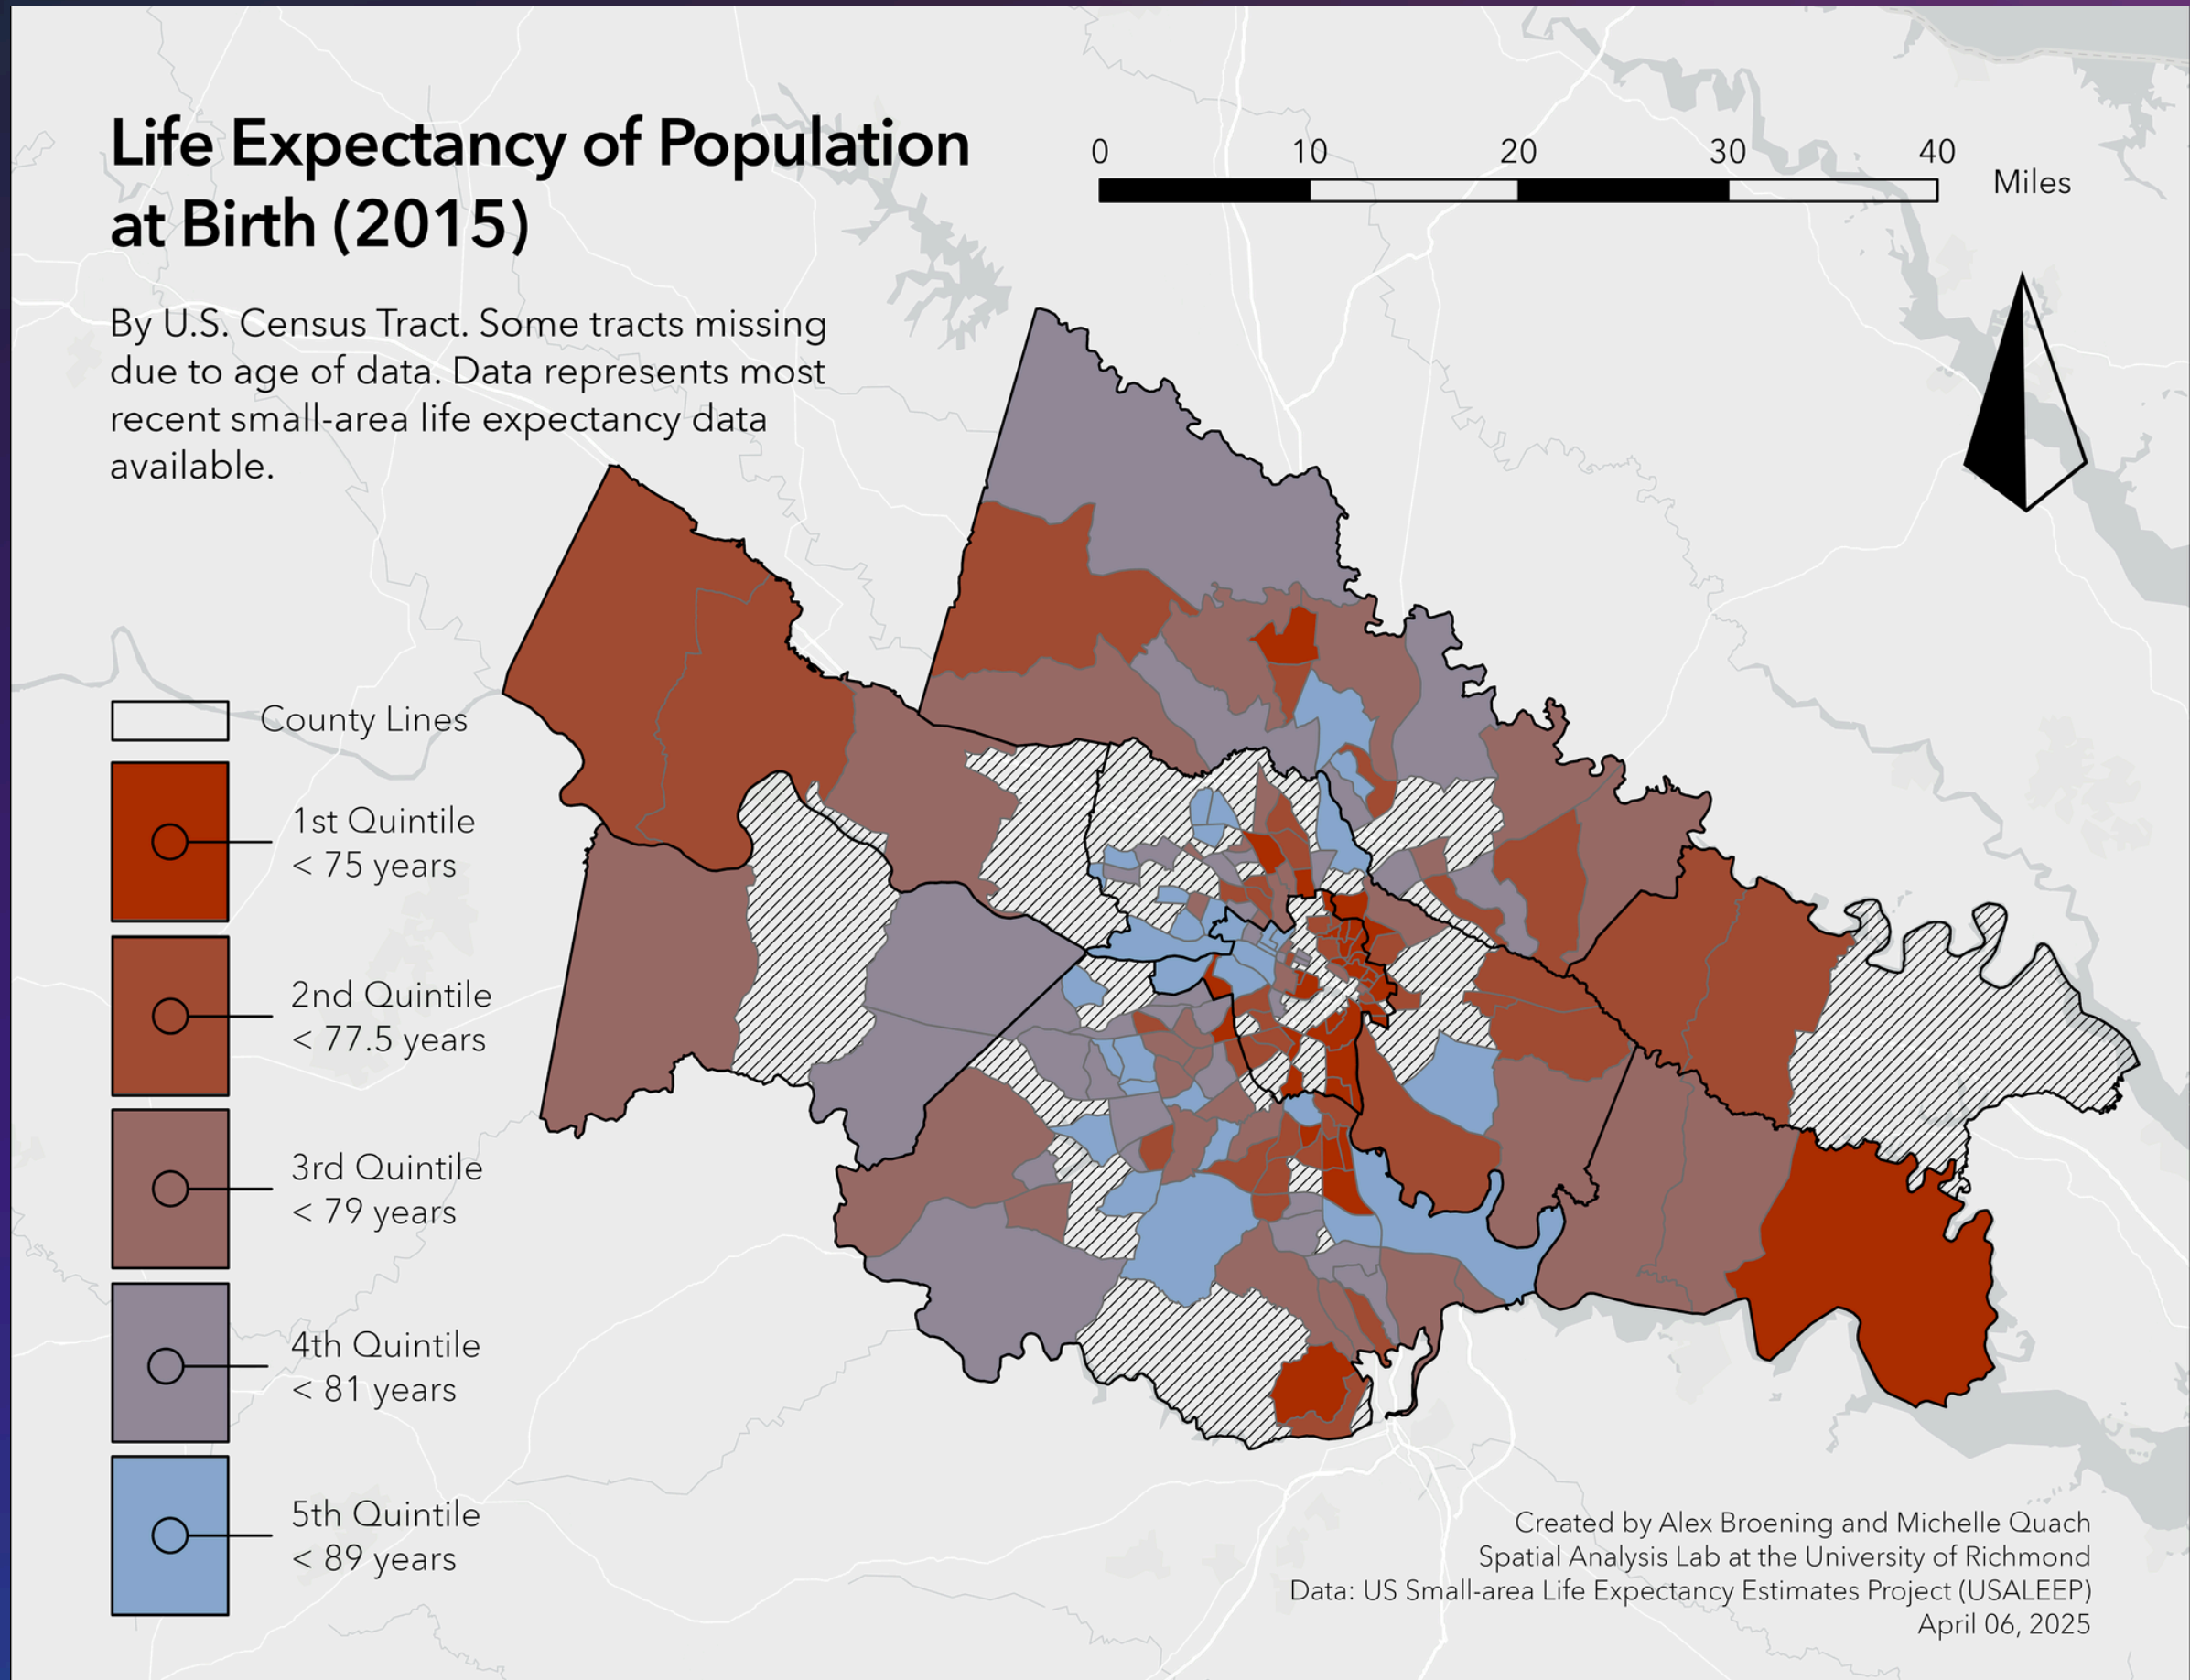 Life Expectancy of Population
at Birth (2015)
By U.S. Census Tract. Some tracts missing
due to age of data. Data represents most
recent small-area life expectancy data
available.
0 10 20 30 40
Miles
County Lines
1st Quintile
< 75 years
2nd Quintile
< 77.5 years
3rd Quintile
< 79 years
4th Quintile
< 81 years
5th Quintile
< 89 years
Created by Alex Broening and Michelle Quach
Spatial Analysis Lab at the University of Richmond
Data: US Small-area Life Expectancy Estimates Project (USALEEP)
April 06, 2025